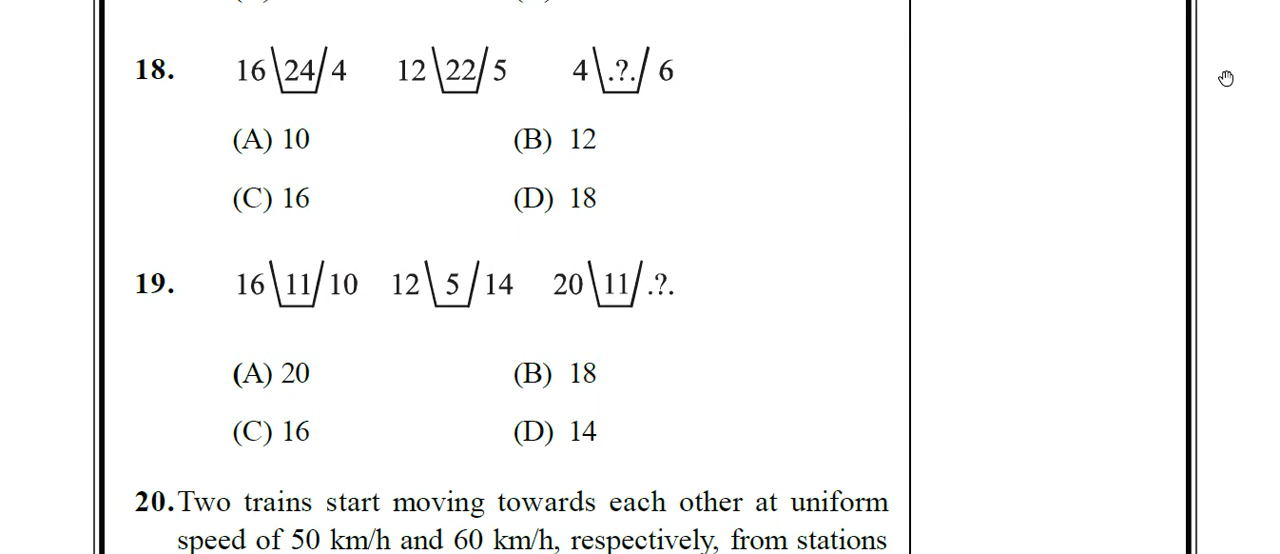 18. 16 \24/ 4 12 \22/ 5 4 \.?./ 6
(A) 10 (B) 12
(C) 16 (D) 18
19. 16 \11/ 10 12 \5/ 14 20 \11/ .?.
(A) 20 (B) 18
(C) 16 (D) 14
20. Two trains start moving towards each other at uniform
speed of 50 km/h and 60 km/h, respectively, from stations